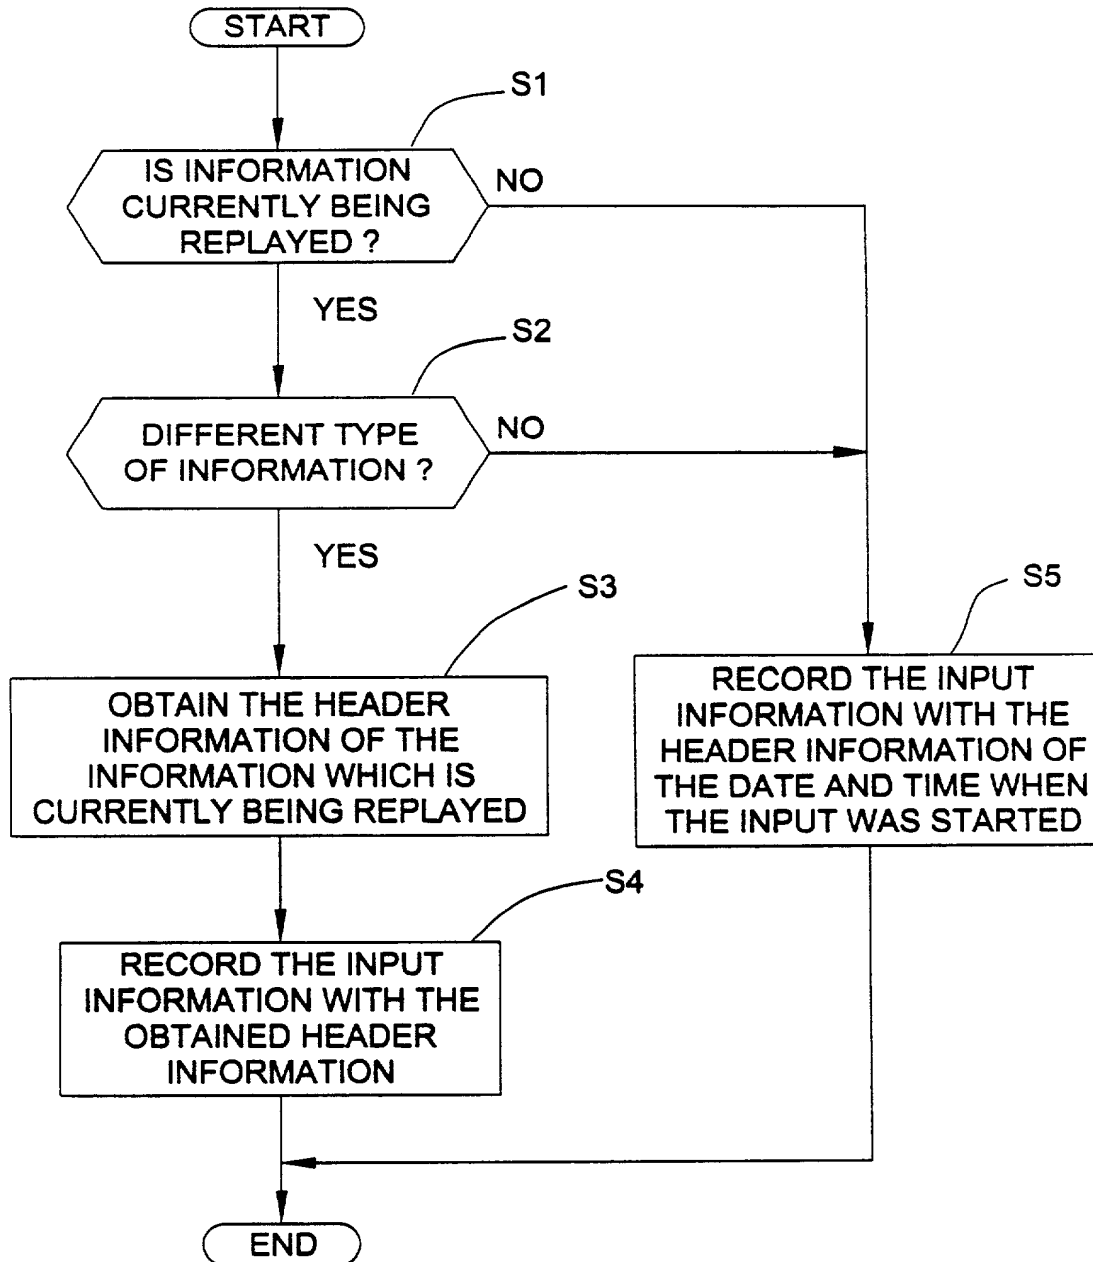 START
S1
IS INFORMATION
CURRENTLY BEING
REPLAYED ?
NO
YES
S2
DIFFERENT TYPE
OF INFORMATION ?
NO
YES
S3
OBTAIN THE HEADER
INFORMATION OF THE
INFORMATION WHICH IS
CURRENTLY BEING REPLAYED
S5
RECORD THE INPUT
INFORMATION WITH THE
HEADER INFORMATION OF
THE DATE AND TIME WHEN
THE INPUT WAS STARTED
S4
RECORD THE INPUT
INFORMATION WITH THE
OBTAINED HEADER
INFORMATION
END